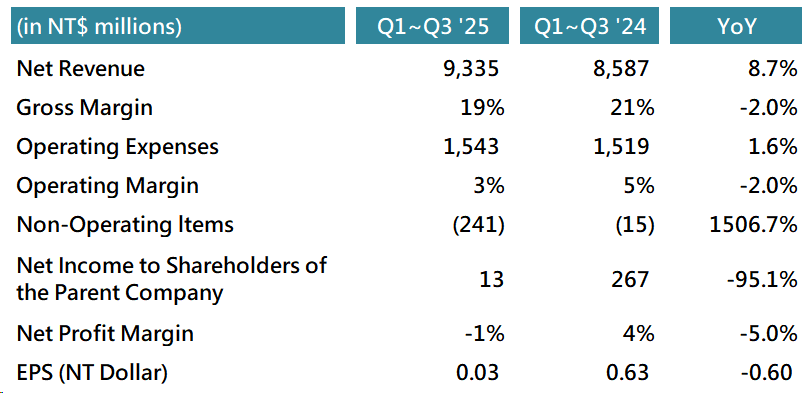 (in NT$ millions) Q1~Q3 '25 Q1~Q3 '24 YoY
Net Revenue 9,335 8,587 8.7%
Gross Margin 19% 21% -2.0%
Operating Expenses 1,543 1,519 1.6%
Operating Margin 3% 5% -2.0%
Non-Operating Items (241) (15) 1506.7%
Net Income to Shareholders of
the Parent Company 13 267 -95.1%
Net Profit Margin -1% 4% -5.0%
EPS (NT Dollar) 0.03 0.63 -0.60